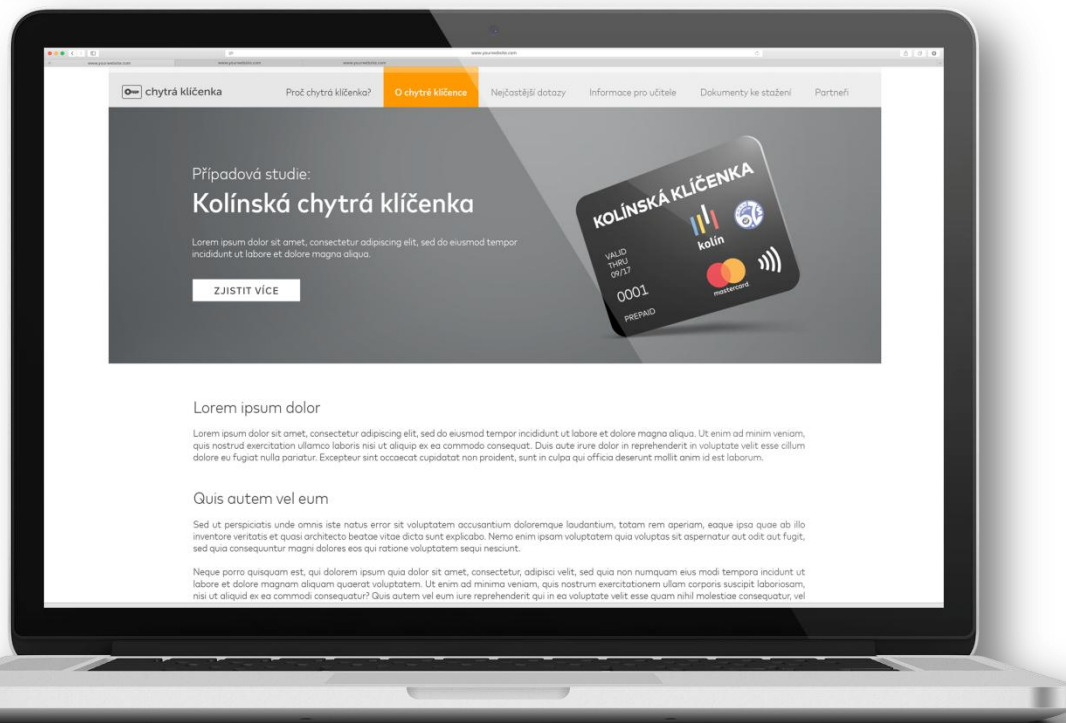 www.yourwebsite.com
www.yourwebsite.com
www.yourwebsite.com
www.yourwebsite.com
chytrá klíčenka
Proč chytrá klíčenka?
O chytré klíčence
Nejčastější dotazy
Informace pro učitele
Dokumenty ke stažení
Partneři
Případová studie:
Kolínská chytrá klíčenka
Lorem ipsum dolor sit amet, consectetur adipiscing elit, sed do eiusmod tempor
incididunt ut labore et dolore magna aliqua.
ZJISTIT VÍCE
KOLÍNSKÁ KLÍČENKA
kolín
VALID
THRU
09/17
0001
PREPAID
mastercard
Lorem ipsum dolor
Lorem ipsum dolor sit amet, consectetur adipiscing elit, sed do eiusmod tempor incididunt ut labore et dolore magna aliqua. Ut enim ad minim veniam,
quis nostrud exercitation ullamco laboris nisi ut aliquip ex ea commodo consequat. Duis aute irure dolor in reprehenderit in voluptate velit esse cillum
dolore eu fugiat nulla pariatur. Excepteur sint occaecat cupidatat non proident, sunt in culpa qui officia deserunt mollit anim id est laborum.
Quis autem vel eum
Sed ut perspiciatis unde omnis iste natus error sit voluptatem accusantium doloremque laudantium, totam rem aperiam, eaque ipsa quae ab illo
inventore veritatis et quasi architecto beatae vitae dicta sunt explicabo. Nemo enim ipsam voluptatem quia voluptas sit aspernatur aut odit aut fugit,
sed quia consequuntur magni dolores eos qui ratione voluptatem sequi nesciunt.
Neque porro quisquam est, qui dolorem ipsum quia dolor sit amet, consectetur, adipisci velit, sed quia non numquam eius modi tempora incidunt ut
labore et dolore magnam aliquam quaerat voluptatem. Ut enim ad minima veniam, quis nostrum exercitationem ullam corporis suscipit laboriosam,
nisi ut aliquid ex ea commodi consequatur? Quis autem vel eum iure reprehenderit qui in ea voluptate velit esse quam nihil molestiae consequatur, vel